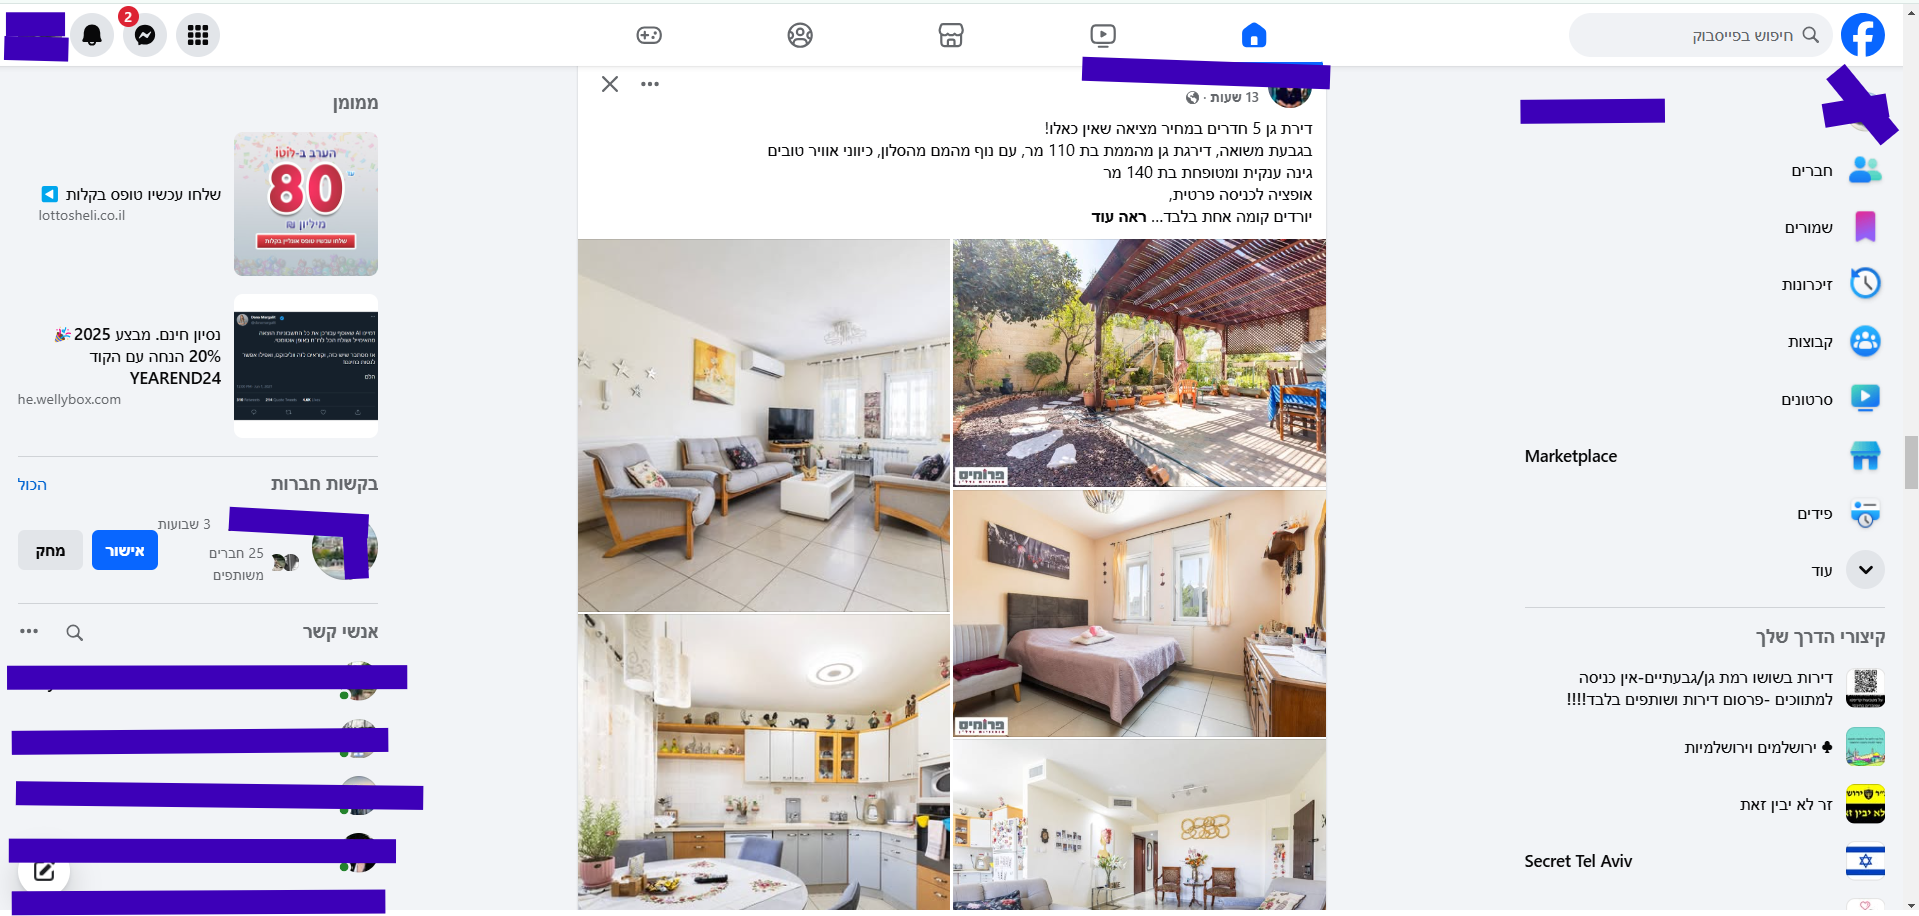 חיפוש בפייסבוק
2
13 שעות ·
דירת גן 5 חדרים במחיר מציאה שאין כאלו!
בגבעת משואה, דירגת גן מהממת בת 110 מר, עם נוף מהמם מהסלון, כיווני אוויר טובים
גינה ענקית ומטופחת בת 140 מר
אופציה לכניסה פרטית,
יורדים קומה אחת בלבד... ראה עוד
פרומיס
פרומיס
חברים
שמורים
זיכרונות
קבוצות
סרטונים
Marketplace
פידים
עוד
קיצורי הדרך שלך
דירות בשושו רמת גן/גבעתיים-אין כניסה
למתווכים -פרסום דירות ושותפים בלבד!!!!
♣ ירושלמים וירושלמיות
זר לא יבין זאת
Secret Tel Aviv
ממומן
הערב ב-לוטו
80
מיליון ₪
שלחו עכשיו טופס אונליין בקלות
שלחו עכשיו טופס בקלות
lottosheli.co.il
נסיון חינם. מבצע 2025
20% הנחה עם הקוד
YEAREND24
he.wellybox.com
בקשות חברות
הכול
3 שבועות
25 חברים
משותפים
אישור
מחק
אנשי קשר